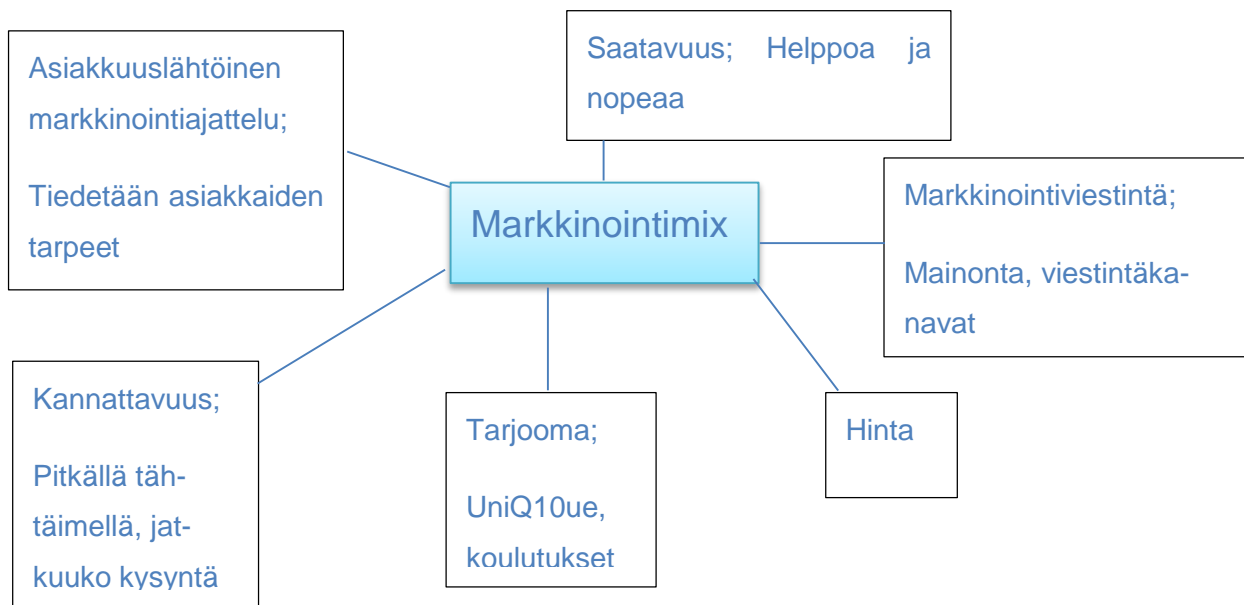 Asiakkuuslähtöinen
markkinointiajattelu;
Tiedetään asiakkaiden
tarpeet
Saatavuus; Helppoa ja
nopeaa
Markkinointimix
Markkinointiviestintä;
Mainonta, viestintäka-
navat
Kannattavuus;
Pitkällä täh-
täimellä, jat-
kuuko kysyntä
Tarjooma;
UniQ10ue,
koulutukset
Hinta